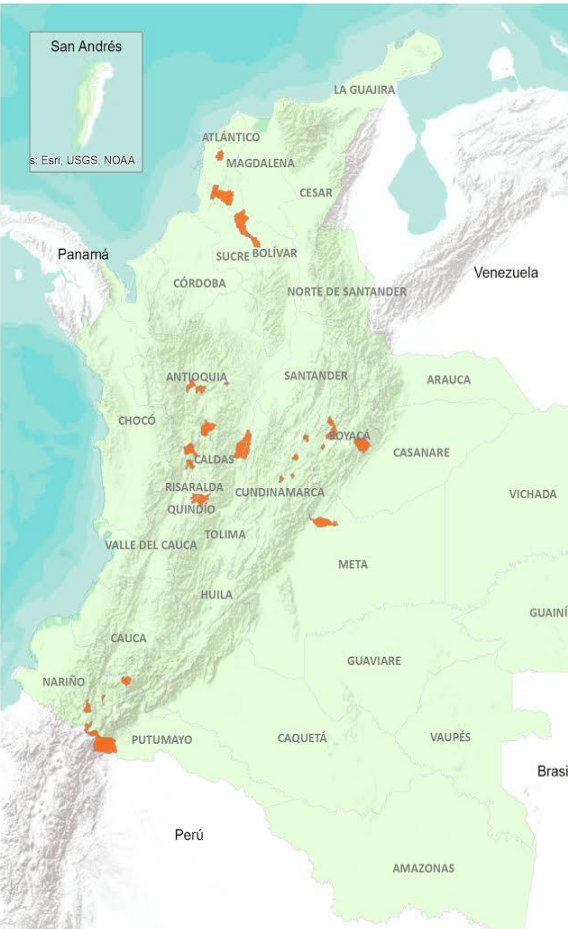 San Andrés
s: Esri, USGS, NOAA
LA GUAJIRA
ATLÁNTICO
MAGDALENA
CESAR
Panamá
SUCRE
BOLÍVAR
Venezuela
CÓRDOBA
NORTE DE SANTANDER
ANTIOQUIA
SANTANDER
ARAUCA
CHOCÓ
BOYACÁ
CASANARE
CALDAS
RISARALDA
CUNDINAMARCA
VICHADA
QUINDÍO
TOLIMA
VALLE DEL CAUCA
META
HUILA
GUAINÍ
CAUCA
GUAVIARE
NARIÑO
PUTUMAYO
CAQUETÁ
VAUPÉS
Brasi
Perú
AMAZONAS